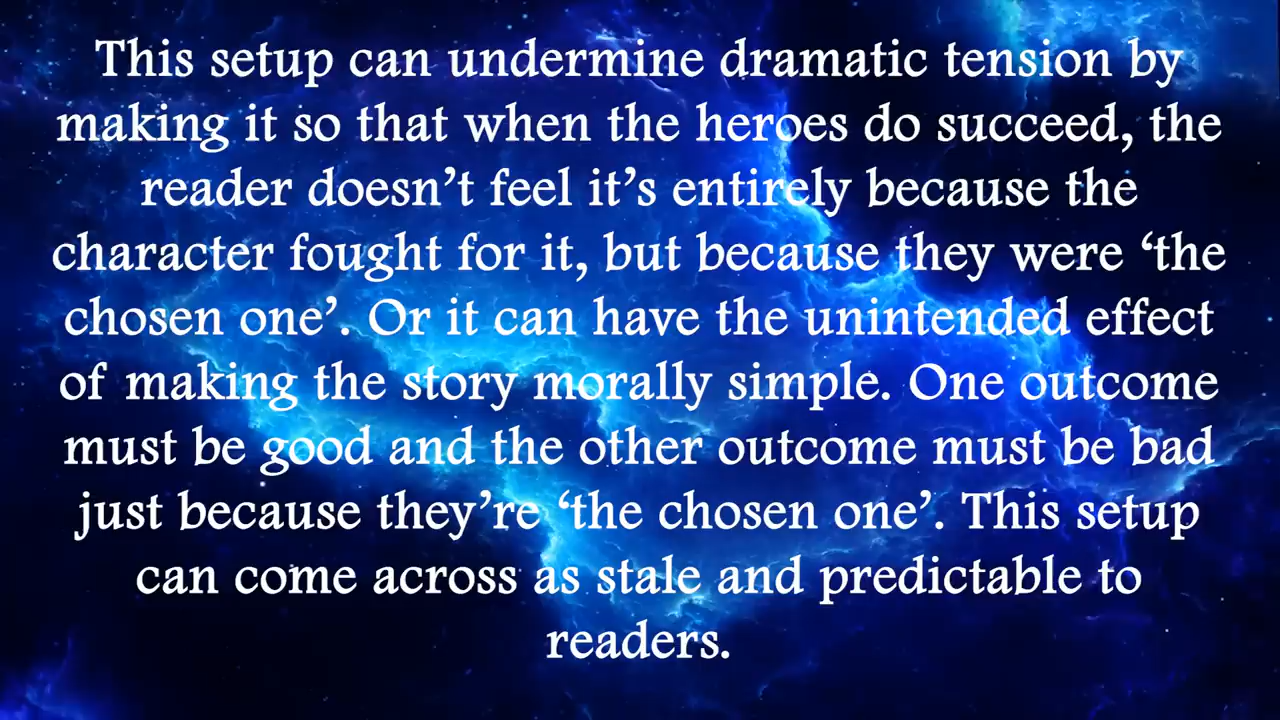 This setup can undermine dramatic tension by
making it so that when the heroes do succeed, the
reader doesn’t feel it’s entirely because the
character fought for it, but because they were ‘the
chosen one’. Or it can have the unintended effect
of making the story morally simple. One outcome
must be good and the other outcome must be bad
just because they’re ‘the chosen one’. This setup
can come across as stale and predictable to
readers.